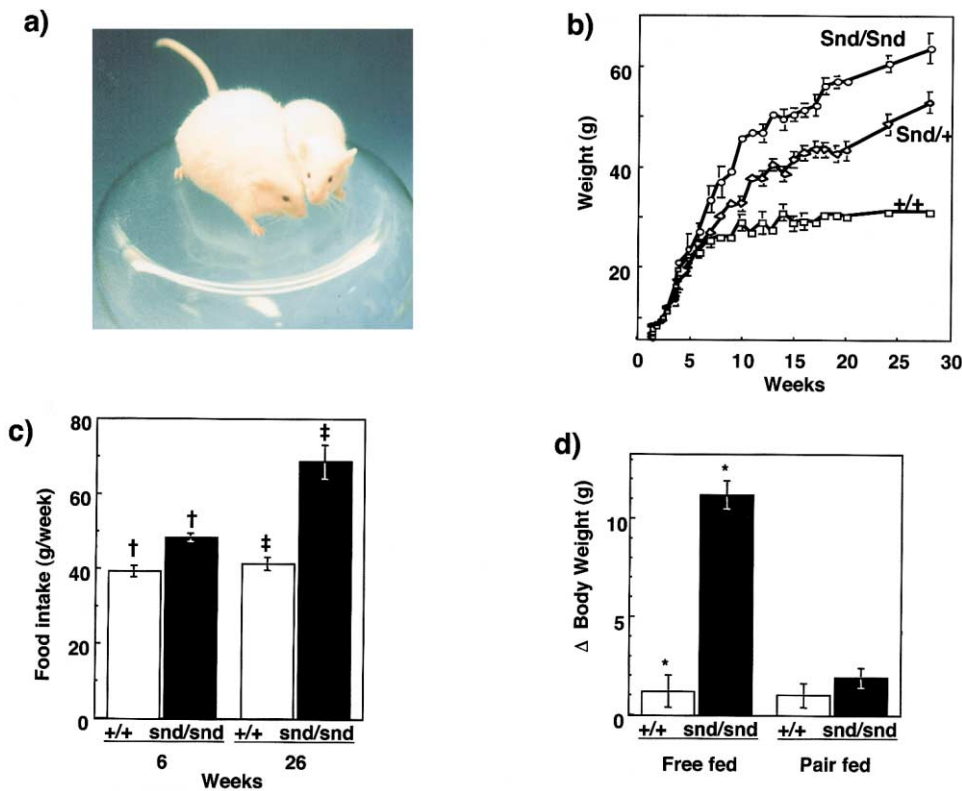 a)
b)
Weight (g)
60
40
20
0 5 10 15 20 25 30
Weeks
Snd/Snd
Snd/+
+/+
c)
Food intake (g/week)
80
60
40
20
0
† † ‡ ‡
+/+ snd/snd +/+ snd/snd
6 26
Weeks
d)
Δ Body Weight (g)
10
5
0
* *
+/+ snd/snd +/+ snd/snd
Free fed Pair fed